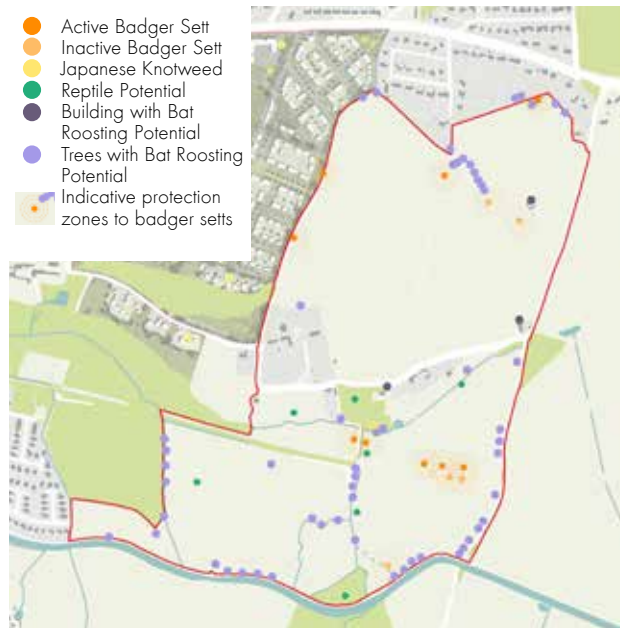 Active Badger Sett
Inactive Badger Sett
Japanese Knotweed
Reptile Potential
Building with Bat
Roosting Potential
Trees with Bat Roosting
Potential
Indicative protection
zones to badger setts